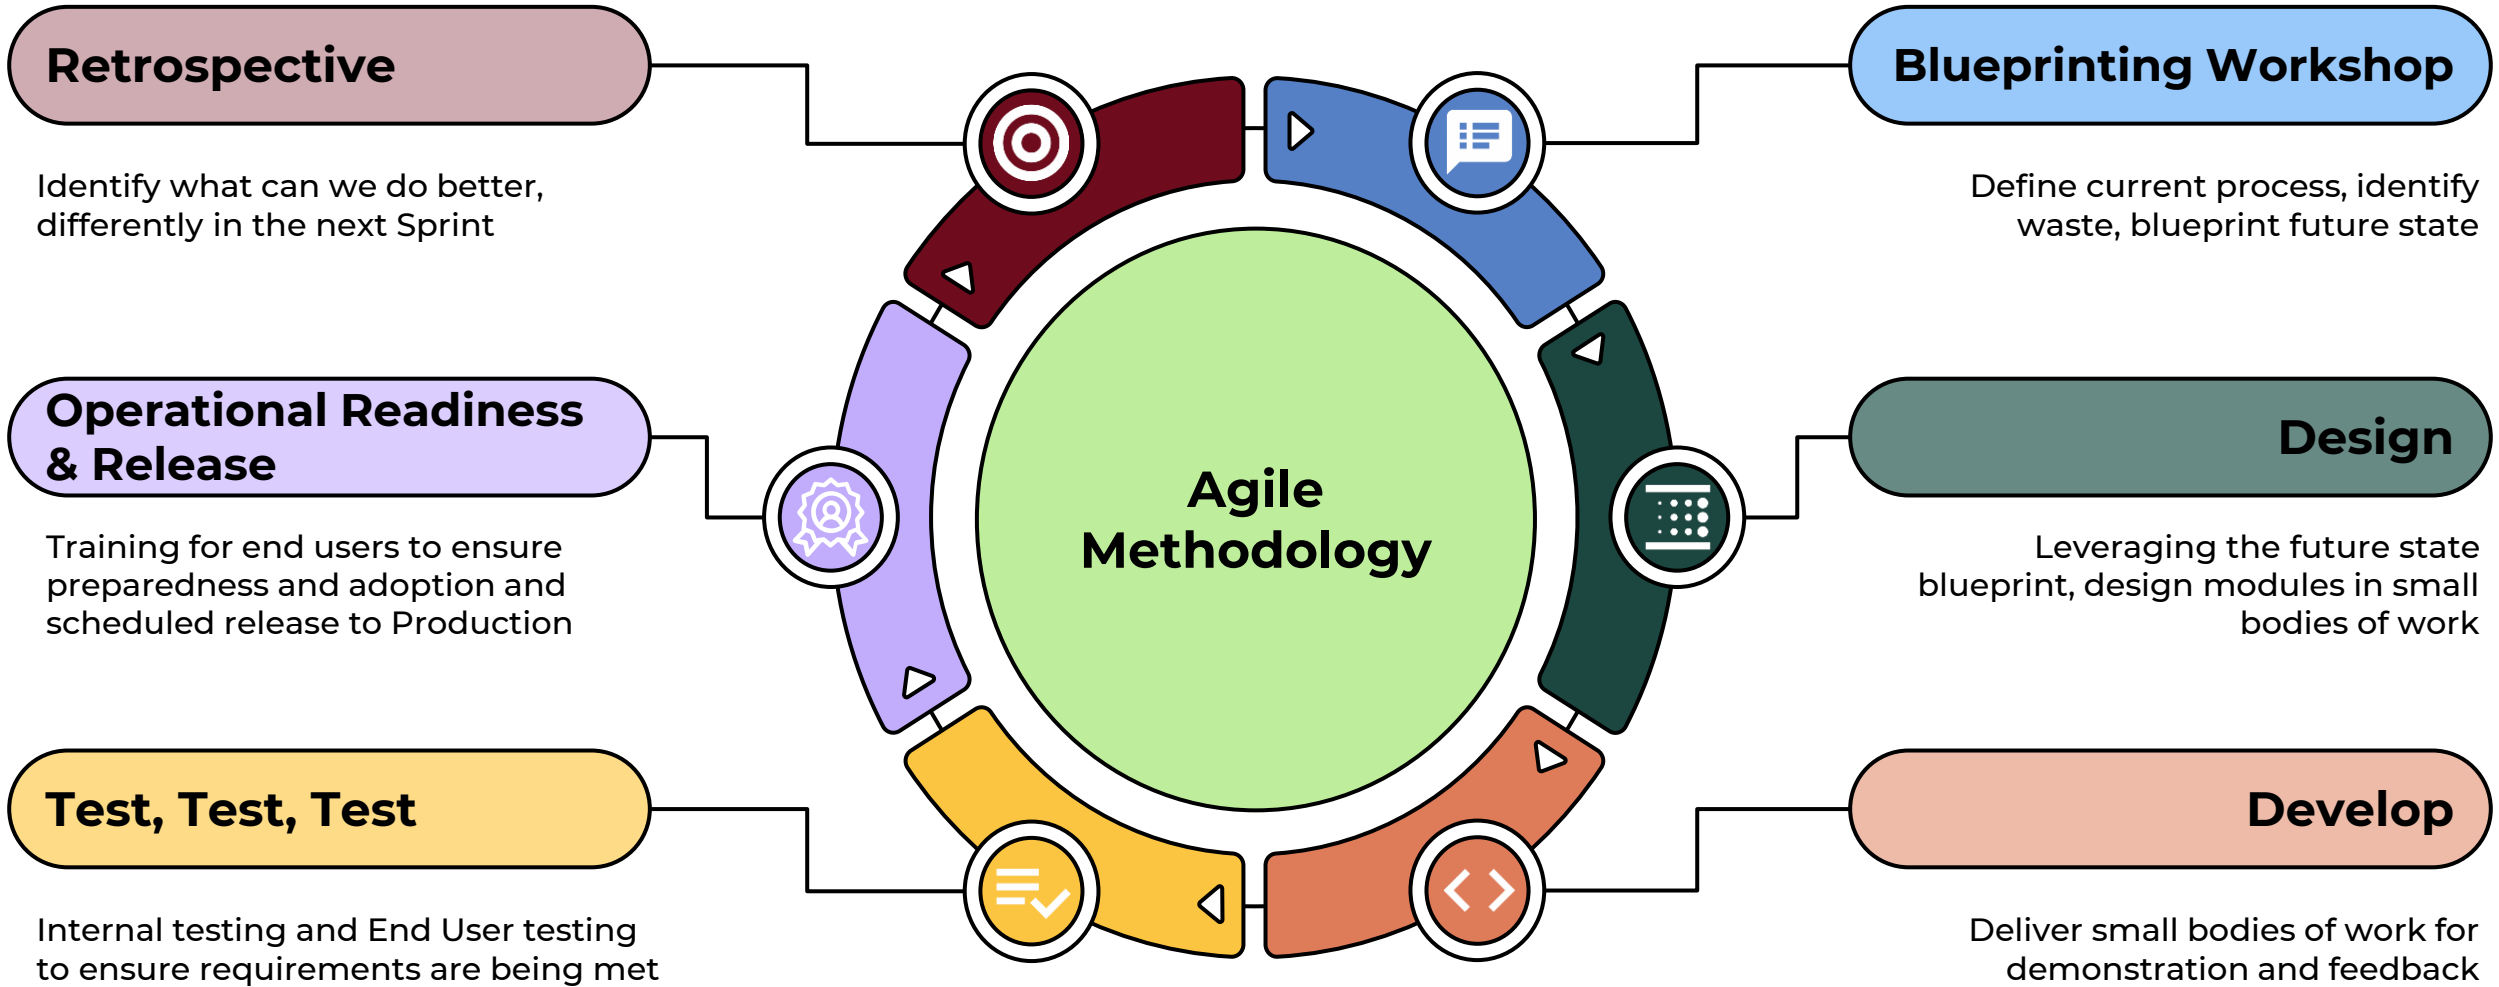 Retrospective
Identify what can we do better,
differently in the next Sprint
Operational Readiness
& Release
Training for end users to ensure
preparedness and adoption and
scheduled release to Production
Test, Test, Test
Internal testing and End User testing
to ensure requirements are being met
Agile
Methodology
Blueprinting Workshop
Define current process, identify
waste, blueprint future state
Design
Leveraging the future state
blueprint, design modules in small
bodies of work
Develop
Deliver small bodies of work for
demonstration and feedback